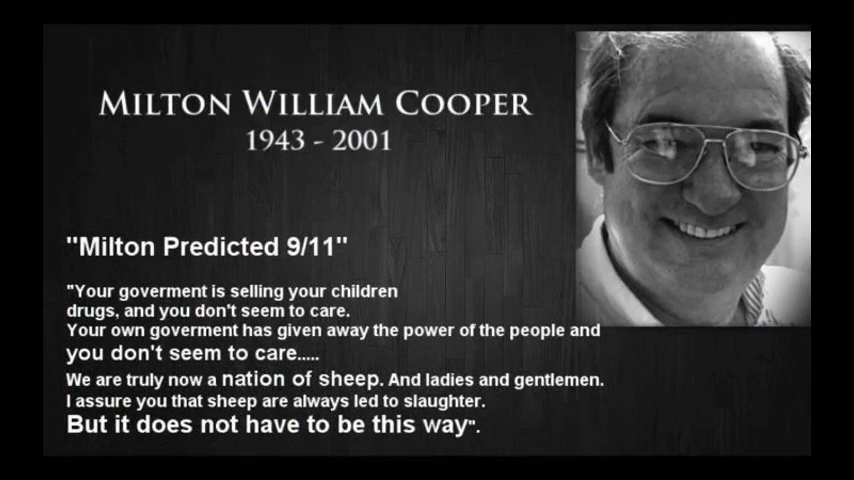 MILTON WILLIAM COOPER
1943 - 2001
"Milton Predicted 9/11"
"Your goverment is selling your children
drugs, and you don't seem to care.
Your own goverment has given away the power of the people and
you don't seem to care.....
We are truly now a nation of sheep. And ladies and gentlemen.
I assure you that sheep are always led to slaughter.
But it does not have to be this way".